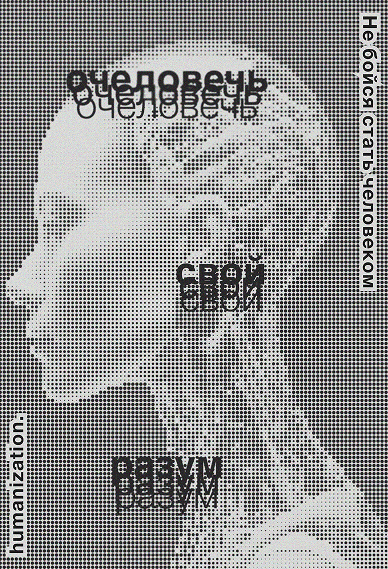 очеловечь
свой
разум
Не бойся стать человеком
humanization.